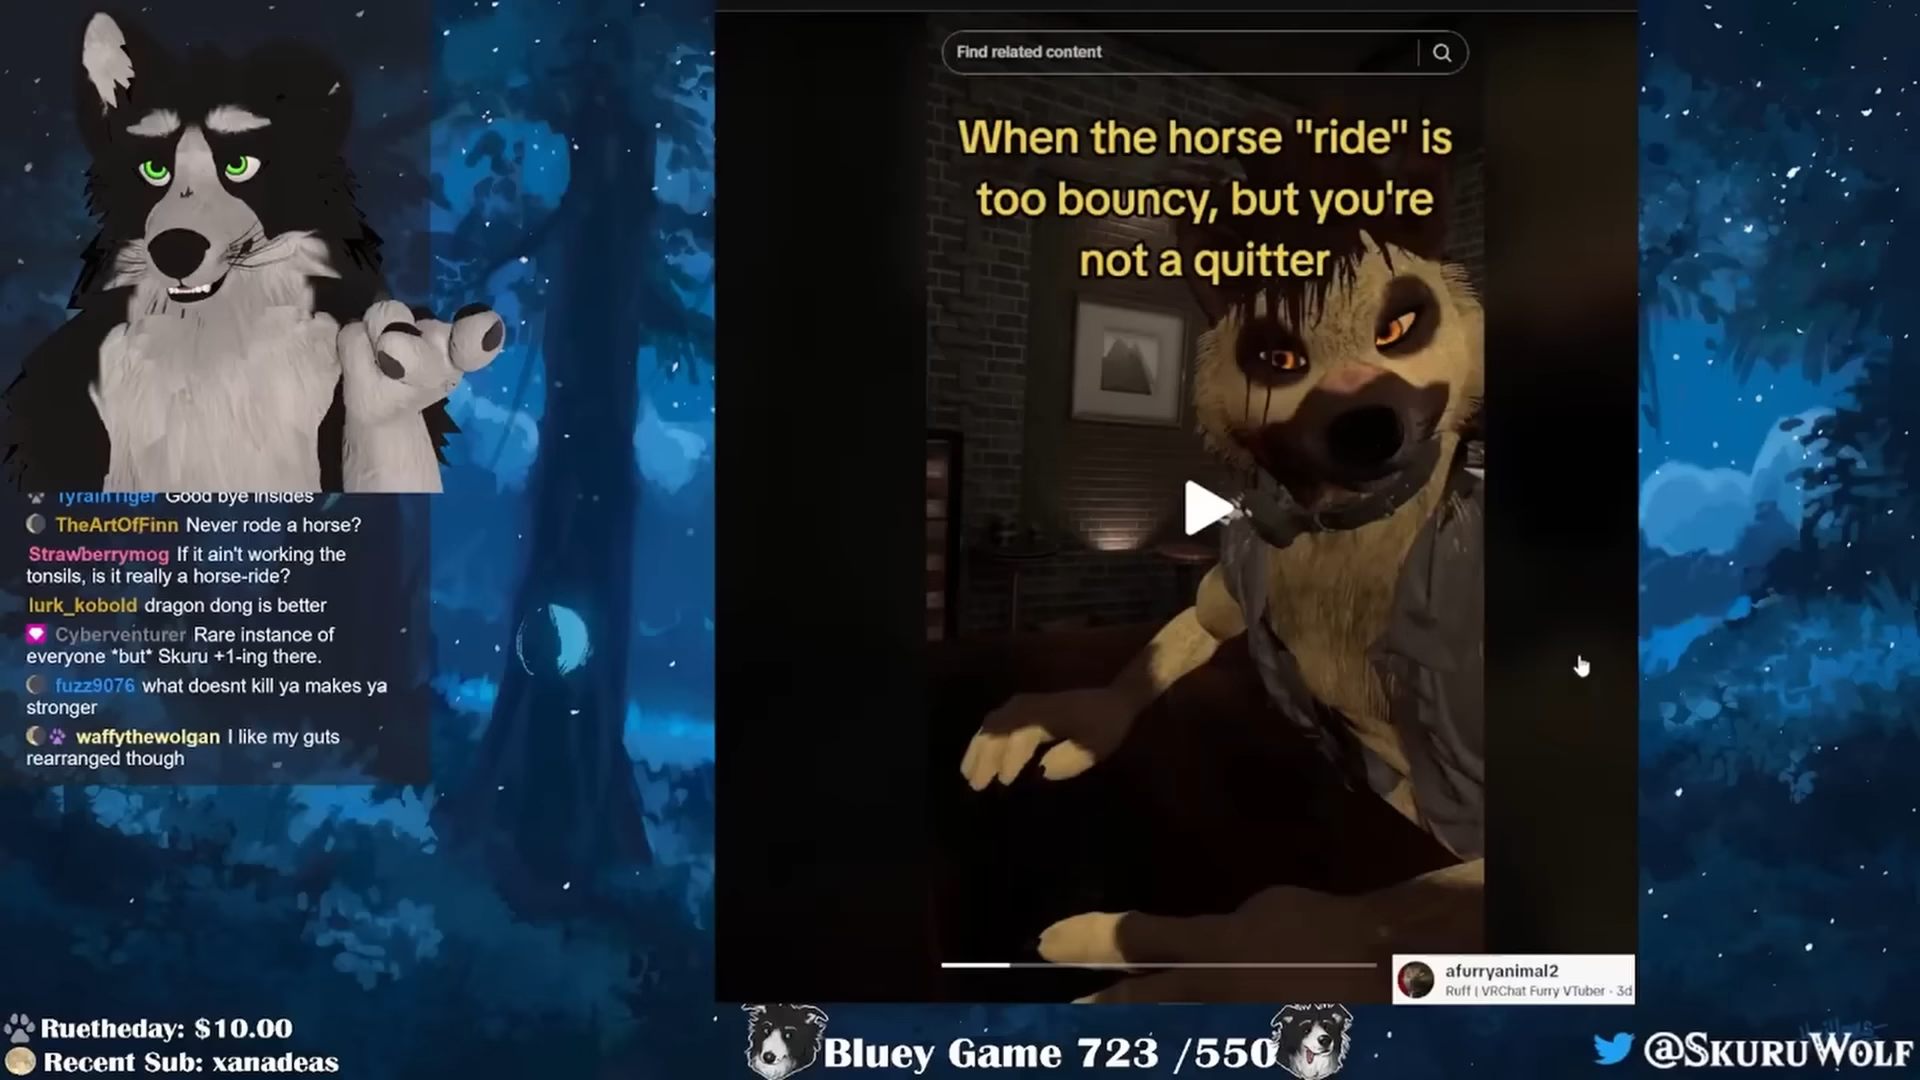 Find related content
When the horse "ride" is
too bouncy, but you're
not a quitter
TyrainTiger Good bye insides
TheArtOfFinn Never rode a horse?
Strawberrymog If it ain't working the
tonsils, is it really a horse-ride?
lurk_kobold dragon dong is better
Cyberventurer Rare instance of
everyone *but* Skuru +1-ing there.
fuzz9076 what doesnt kill ya makes ya
stronger
waffythewolgan I like my guts
rearranged though
afurryanimal2
Ruff | VRChat Furry VTuber · 3d
Ruetheday: $10.00
Recent Sub: xanadeas
Bluey Game 723 /550
@SkuruWolf